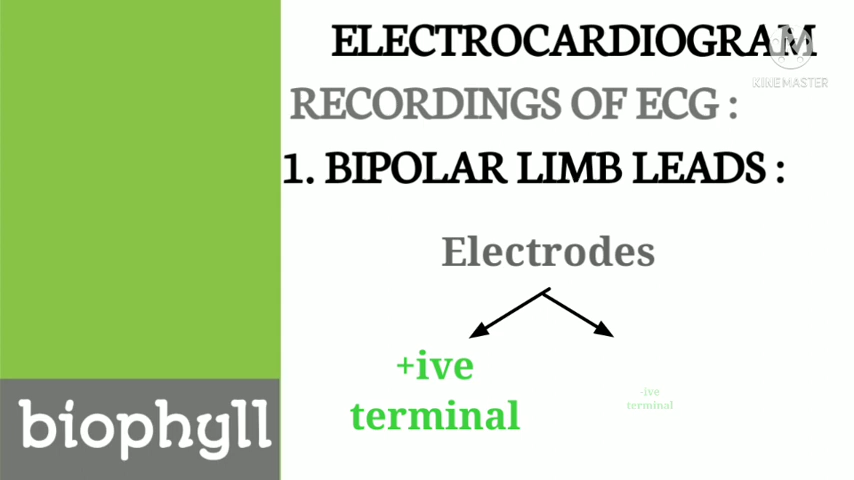 ELECTROCARDIOGRAM
KINEMASTER
RECORDINGS OF ECG :
1. BIPOLAR LIMB LEADS :
Electrodes
+ive
terminal
-ive
terminal
biophyll